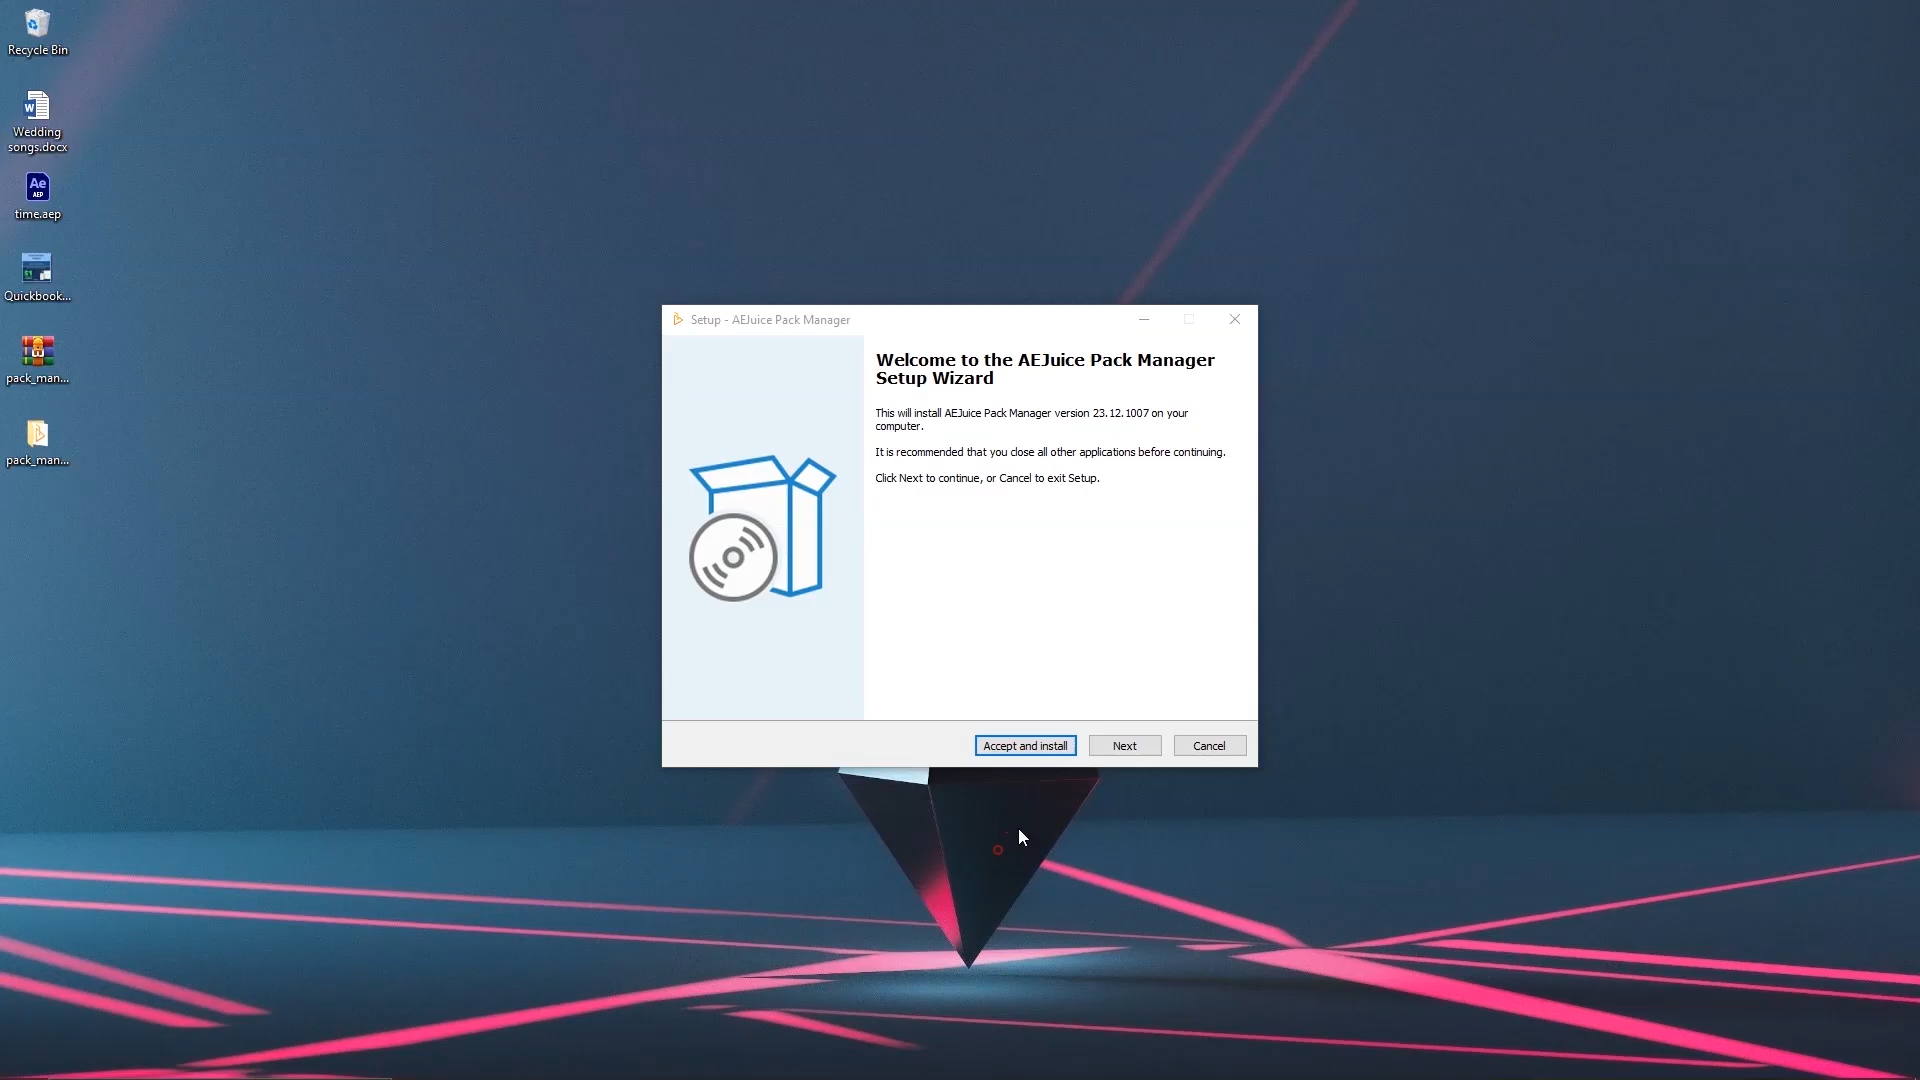 Recycle Bin
W
Wedding
songs.docx
Ae
AEP
time.aep
$1
Quickbook...
pack_man...
pack_man...
Setup - AEJuice Pack Manager
Welcome to the AEJuice Pack Manager
Setup Wizard
This will install AEJuice Pack Manager version 23.12.1007 on your
computer.
It is recommended that you close all other applications before continuing.
Click Next to continue, or Cancel to exit Setup.
Accept and install
Next
Cancel